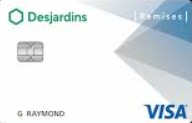 Desjardins
[Remises]
G RAYMOND
VISA